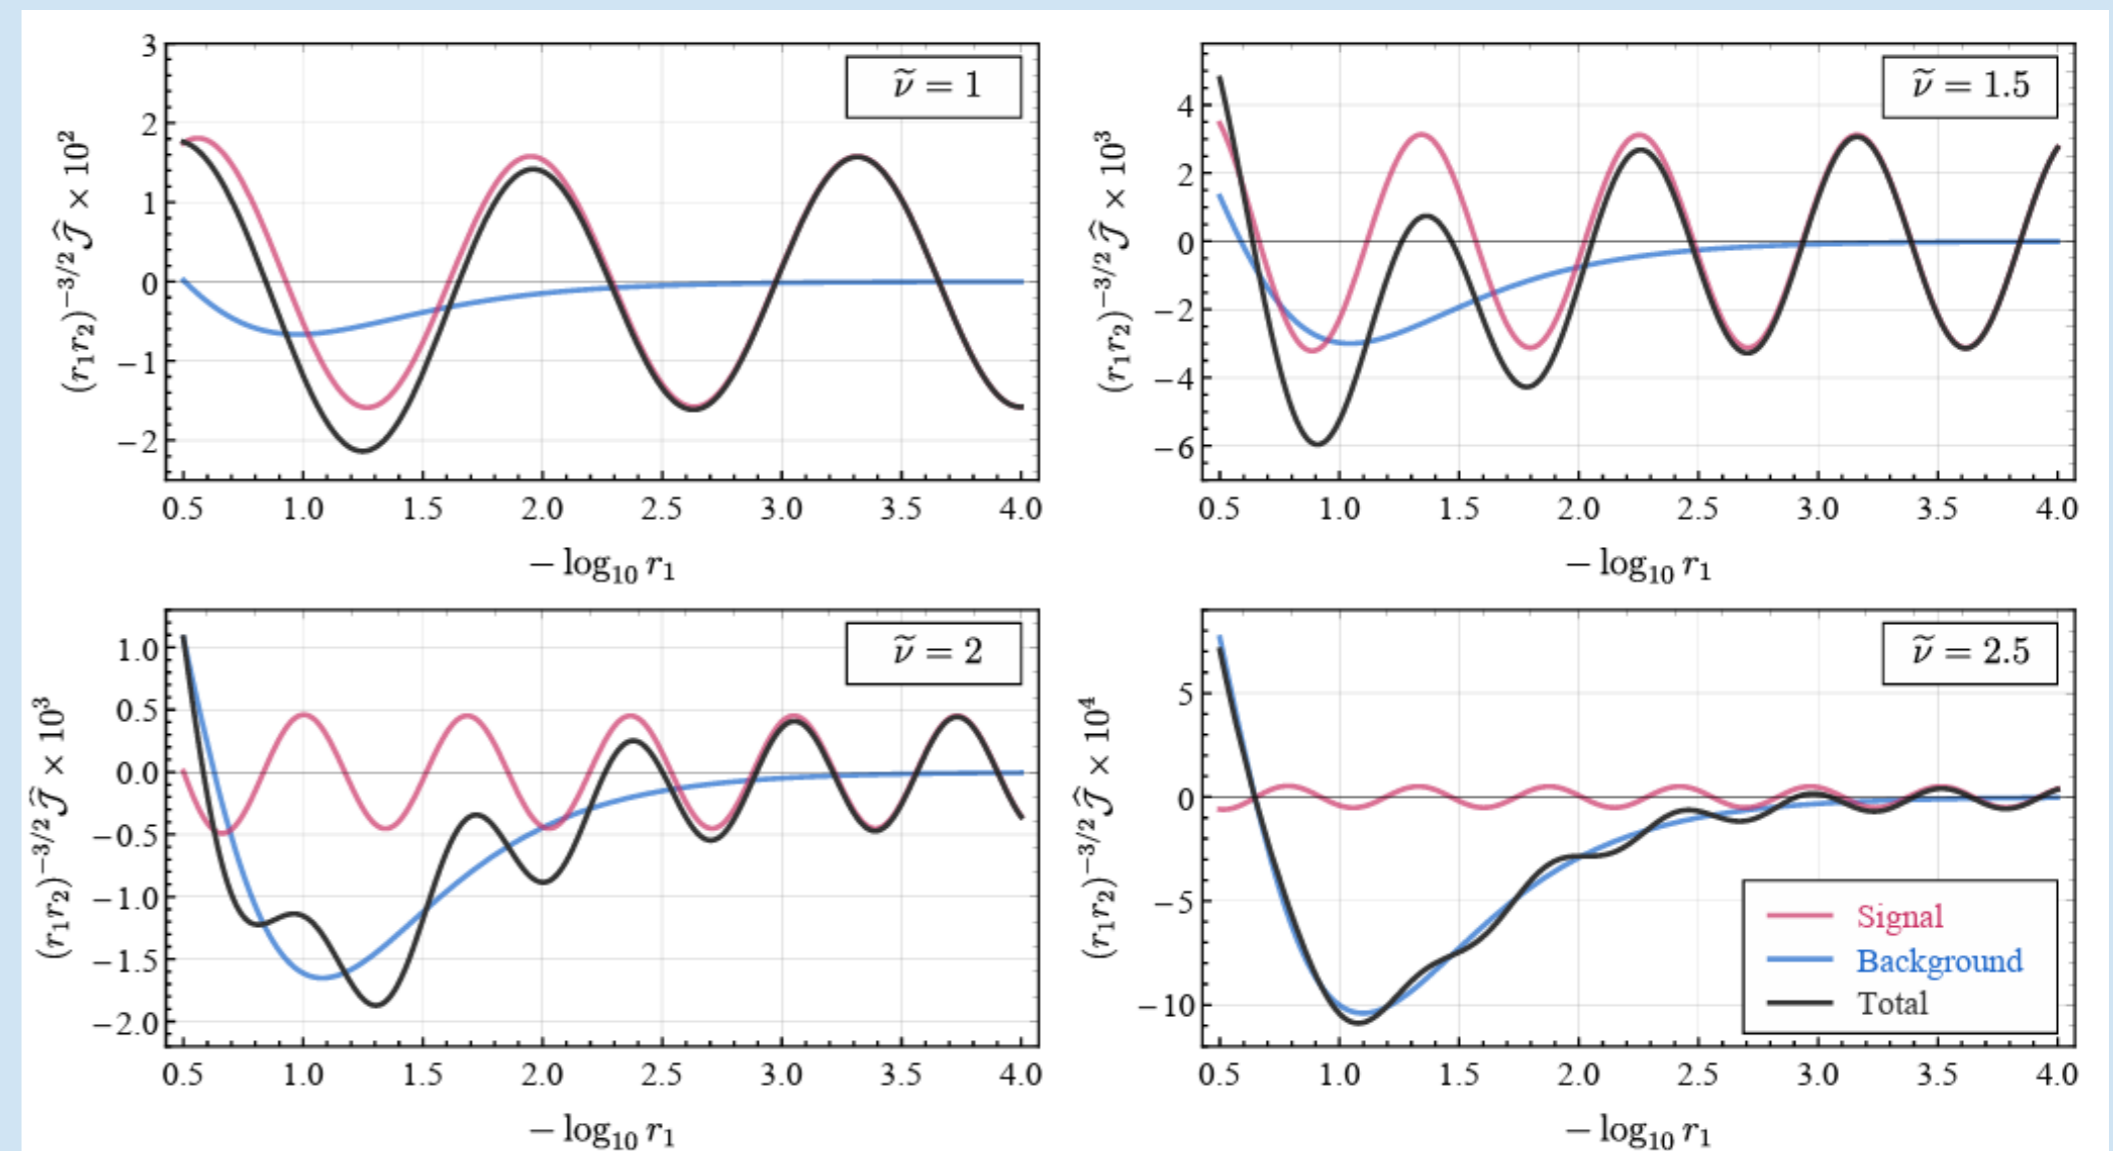 ν̃ = 1
(r₁r₂)^{−3/2} 𝒥̂ × 10²
3
2
1
0
−1
−2
0.5 1.0 1.5 2.0 2.5 3.0 3.5 4.0
− log₁₀ r₁
ν̃ = 1.5
(r₁r₂)^{−3/2} 𝒥̂ × 10³
4
2
0
−2
−4
−6
0.5 1.0 1.5 2.0 2.5 3.0 3.5 4.0
− log₁₀ r₁
ν̃ = 2
(r₁r₂)^{−3/2} 𝒥̂ × 10³
1.0
0.5
0.0
−0.5
−1.0
−1.5
−2.0
0.5 1.0 1.5 2.0 2.5 3.0 3.5 4.0
− log₁₀ r₁
ν̃ = 2.5
(r₁r₂)^{−3/2} 𝒥̂ × 10⁴
5
0
−5
−10
Signal
Background
Total
0.5 1.0 1.5 2.0 2.5 3.0 3.5 4.0
− log₁₀ r₁